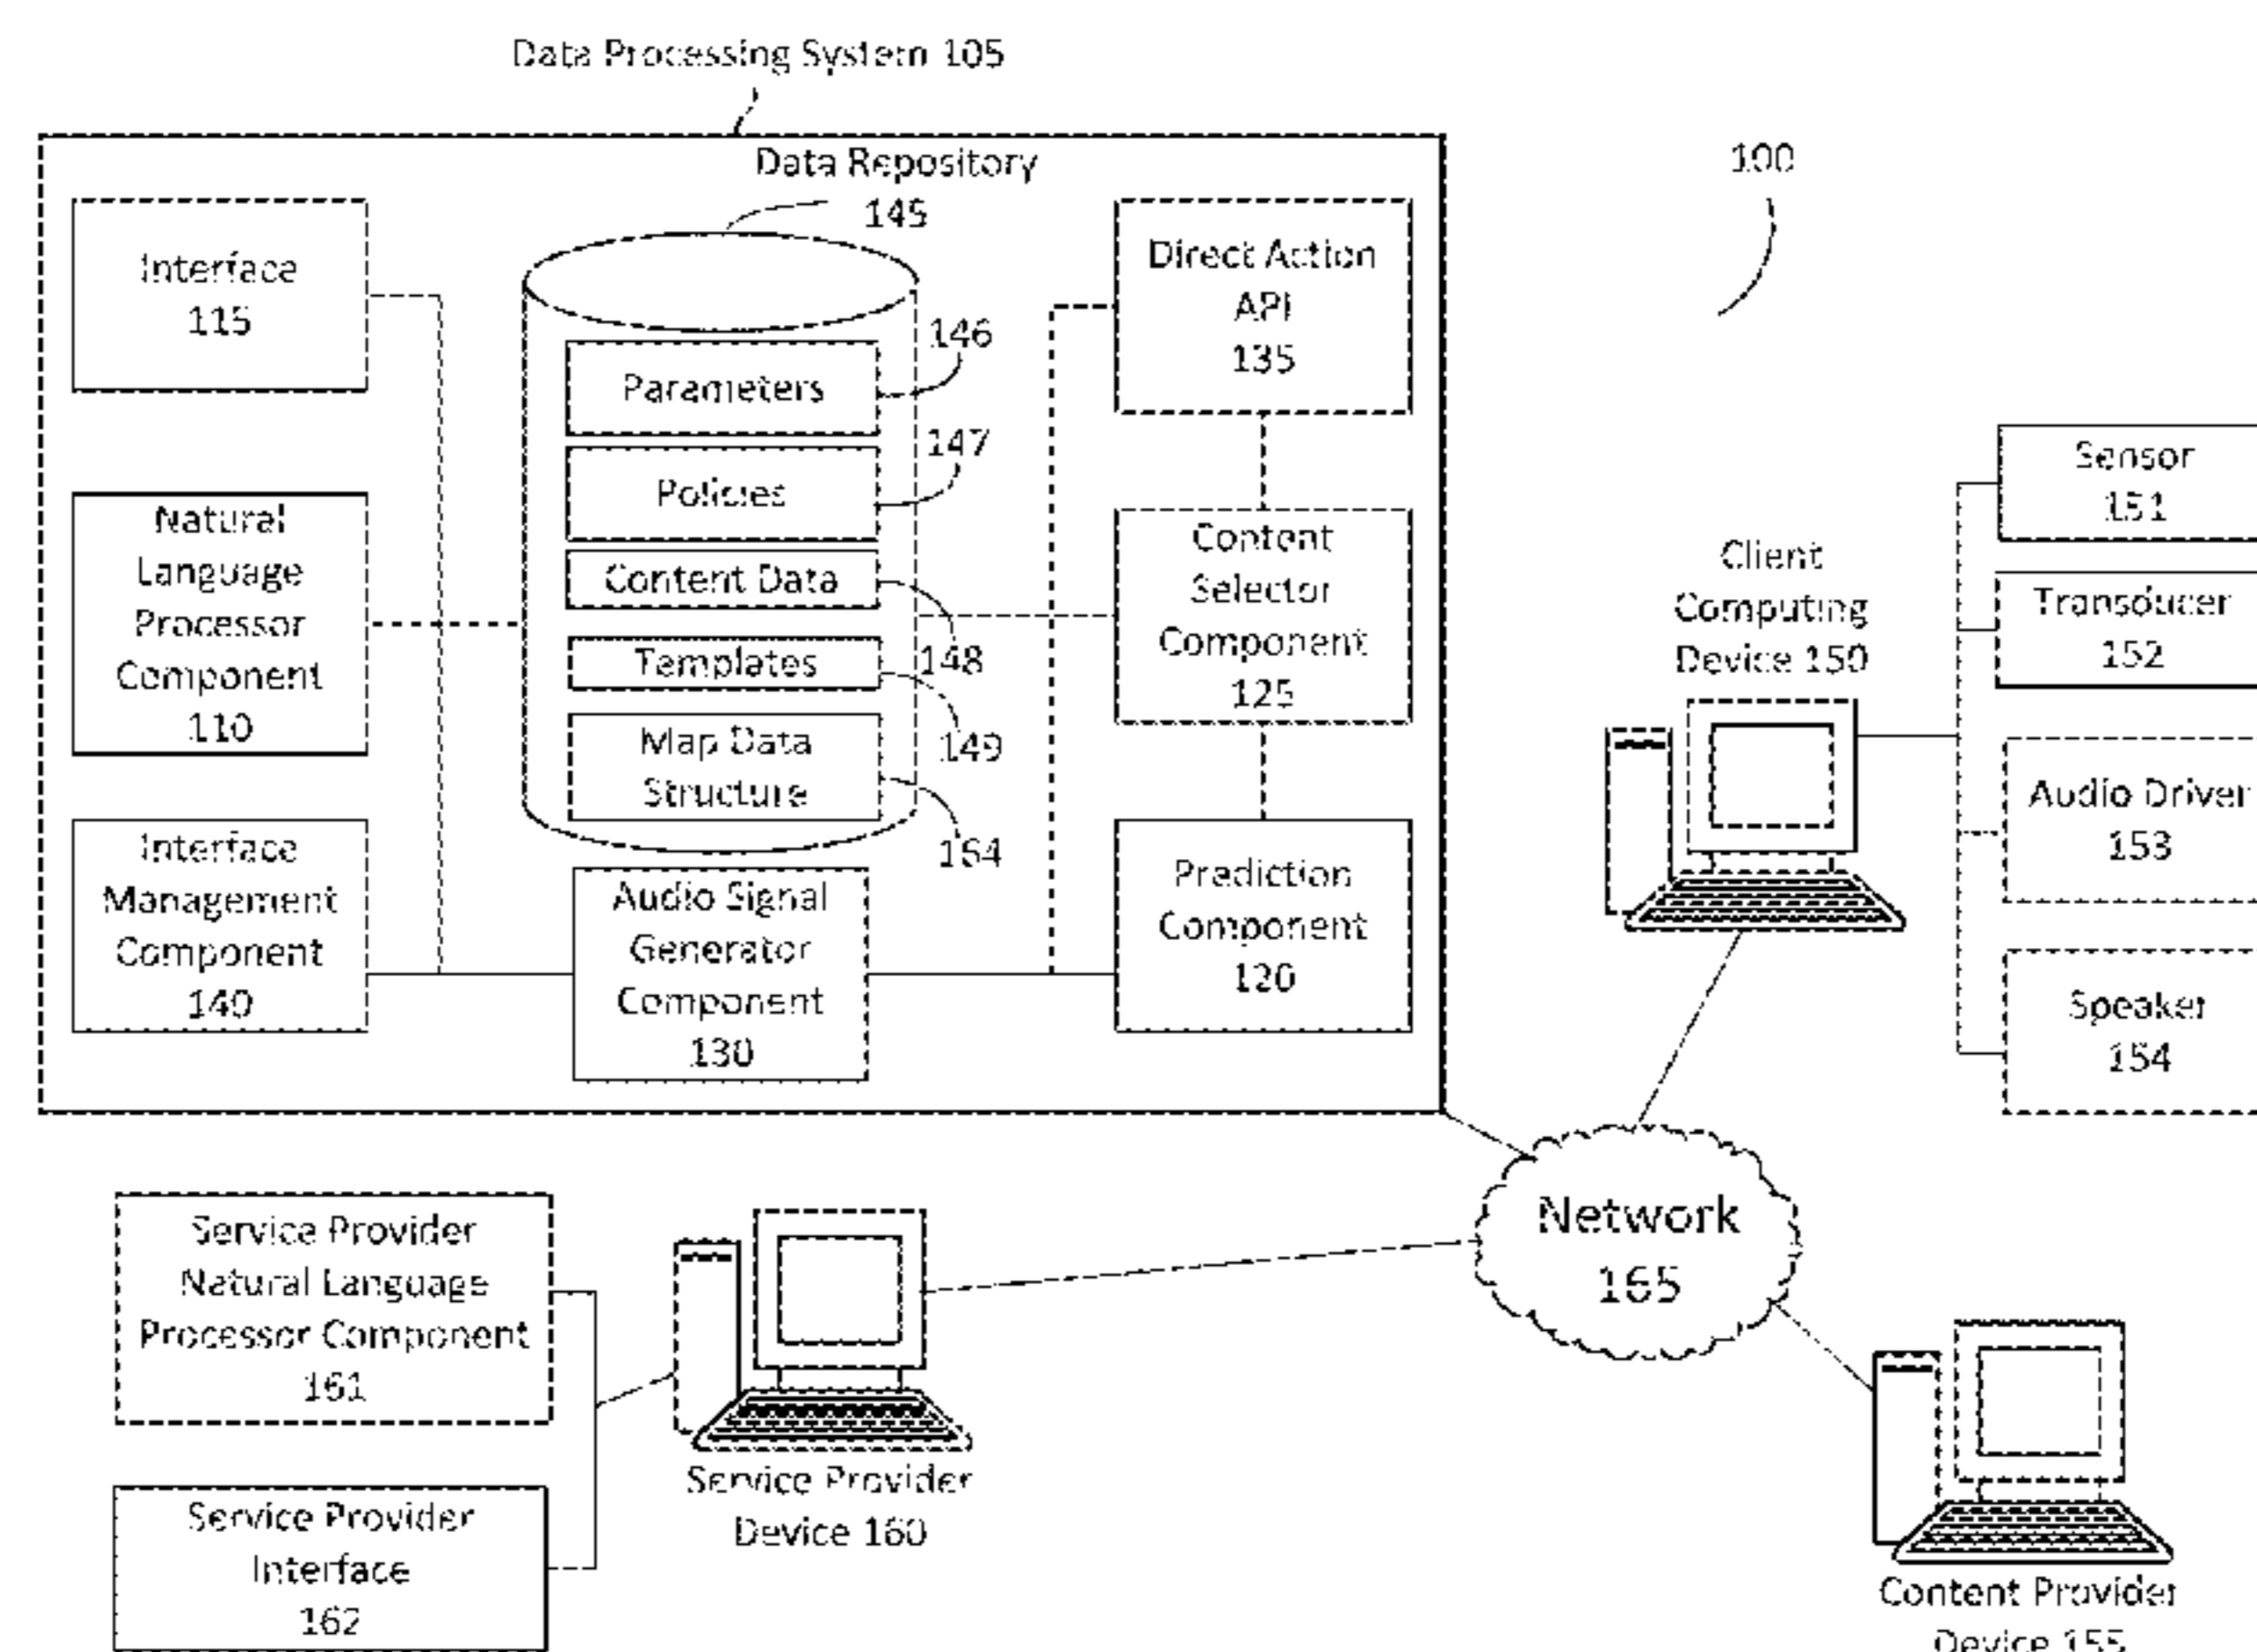 Data Processing System 105
Data Repository
145
100
Interface
115
Natural
Language
Processor
Component
110
Interface
Management
Component
140
Parameters
146
Policies
147
Content Data
148
Templates
149
Map Data
Structure
164
Audio Signal
Generator
Component
130
Direct Action
API
135
Content
Selector
Component
125
Prediction
Component
120
Client
Computing
Device 150
Sensor
151
Transducer
152
Audio Driver
153
Speaker
154
Network
165
Service Provider
Natural Language
Processor Component
161
Service Provider
Interface
162
Service Provider
Device 160
Content Provider
Device 155